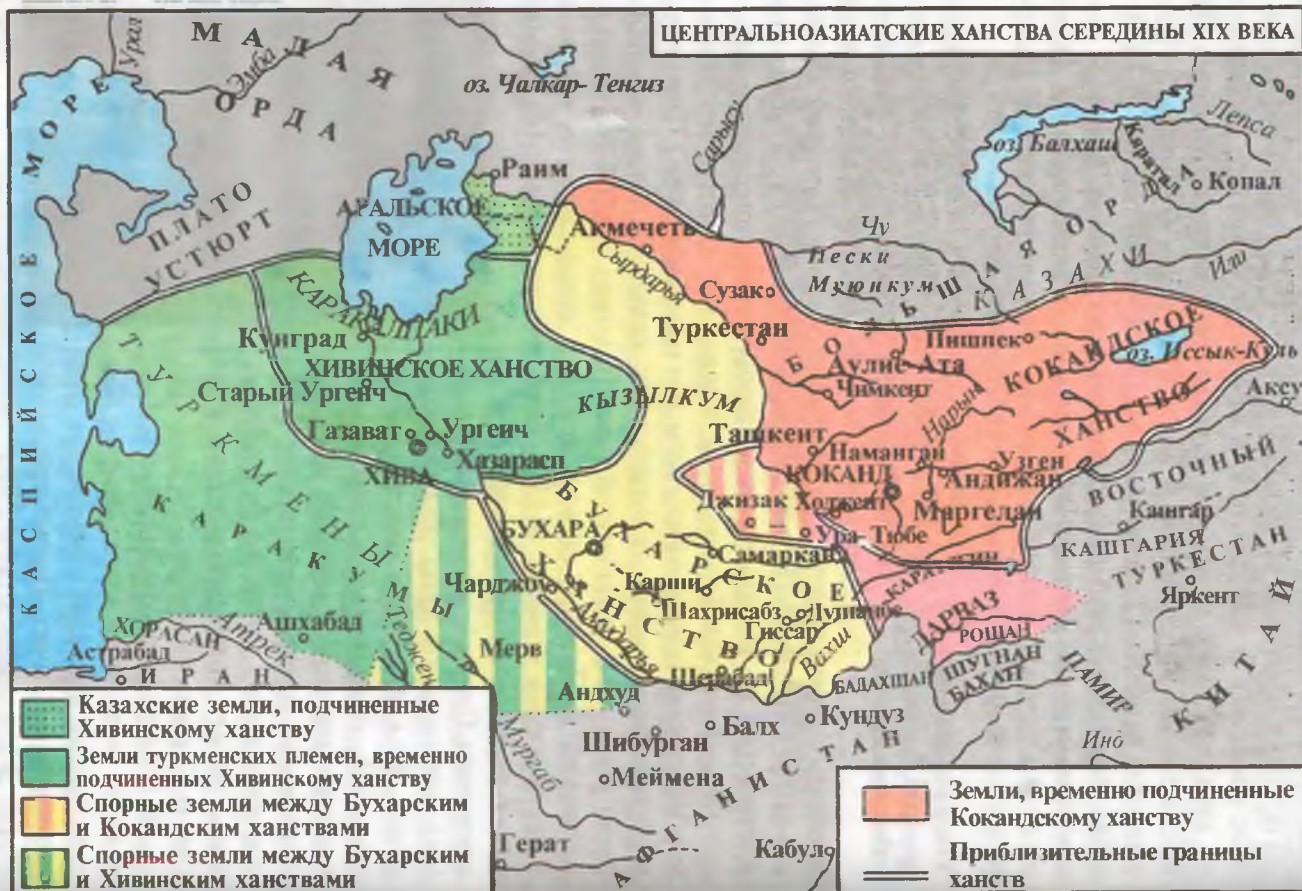 ЦЕНТРАЛЬНОАЗИАТСКИЕ ХАНСТВА СЕРЕДИНЫ XIX ВЕКА
МАЛАЯ
ОРДА
Урал
Эмба
оз. Чалкар-Тенгиз
Сарысу
оз. Балхаш
Лепса
Каратал
Копал
КАСПИЙСКОЕ МОРЕ
ПЛАТО
УСТЮРТ
Раим
АРАЛЬСКОЕ
МОРЕ
Акмечеть
Сырдарья
Чу
Пески
Муюнкум
БОЛЬШАЯ ОРДА
КАЗАХИ
Или
Сузак
Туркестан
КАРАКАЛПАКИ
Кунград
ХИВИНСКОЕ ХАНСТВО
Старый Ургенч
Газават
Ургенч
Хазарасп
ХИВА
КЫЗЫЛКУМ
Аулие-Ата
Пишпек
Чимкент
КОКАНДСКОЕ
ХАНСТВО
оз. Иссык-Куль
Нарын
Аксу
Ташкент
Наманган
КОКАНД
Узген
Андижан
Маргелан
Джизак
Ходжент
Ура-Тюбе
ВОСТОЧНЫЙ
ТУРКЕСТАН
Кашгар
КАШГАРИЯ
Яркент
КИТАЙ
ТУРКМЕНЫ
КАРАКУМЫ
БУХАРСКОЕ
ХАНСТВО
БУХАРА
Самаркан
Чарджоу
Карши
Шахрисабз
Гиссар
Амударья
Вахш
Шерабад
ДАРВАЗ
РОШАН
ШУГНАН
ВАХАН
ПАМИР
БАДАХШАН
Теджен
Мерв
Андхуд
Ашхабад
ХОРАСАН
Атрек
Астрабад
ИРАН
Мургаб
Балх
Кундуз
Шибурган
Меймена
АФГАНИСТАН
Инд
Герат
Кабул
Казахские земли, подчиненные
Хивинскому ханству
Земли туркменских племен, временно
подчиненных Хивинскому ханству
Спорные земли между Бухарским
и Кокандским ханствами
Спорные земли между Бухарским
и Хивинским ханствами
Земли, временно подчиненные
Кокандскому ханству
Приблизительные границы
ханств